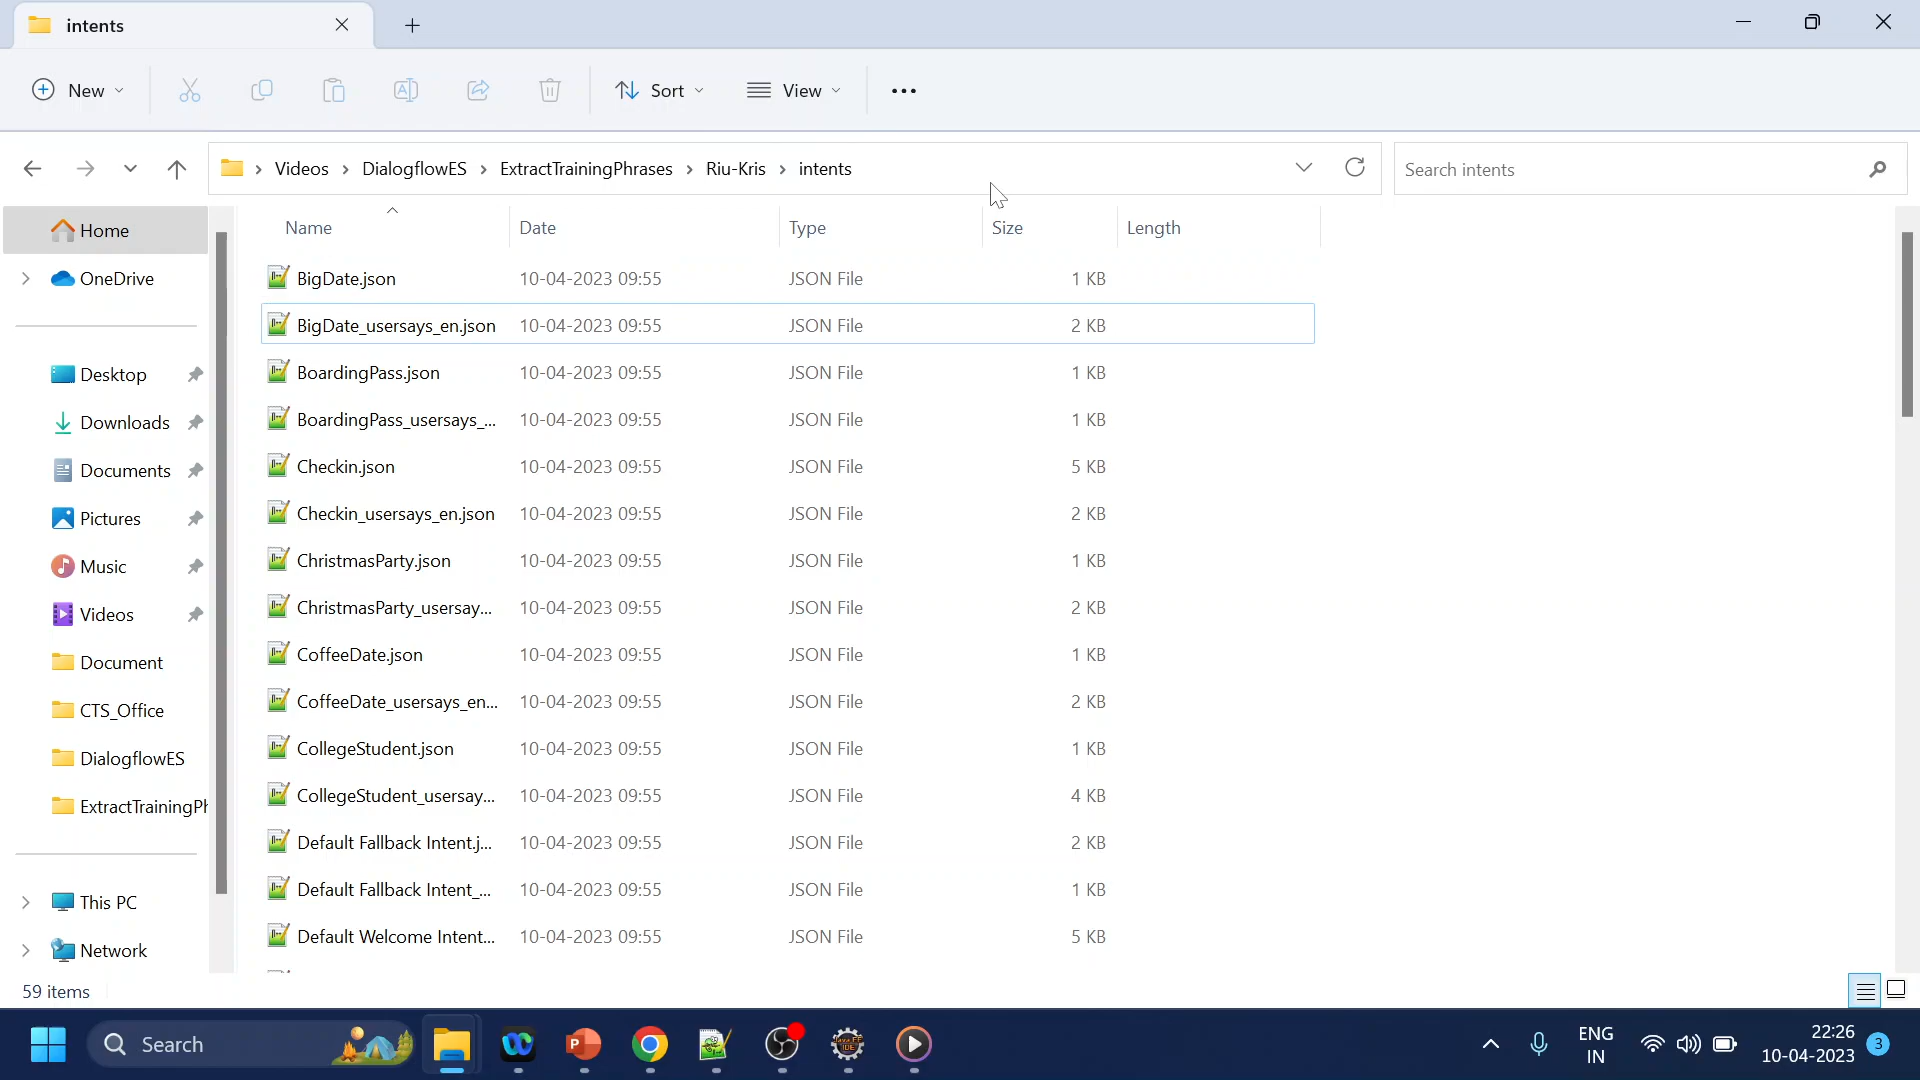 intents
New
Sort
View
Videos > DialogflowES > ExtractTrainingPhrases > Riu-Kris > intents
Search intents
Home
OneDrive
Desktop
Downloads
Documents
Pictures
Music
Videos
Document
CTS_Office
DialogflowES
ExtractTrainingPh
This PC
Network
Name Date Type Size Length
BigDate.json 10-04-2023 09:55 JSON File 1 KB
BigDate_usersays_en.json 10-04-2023 09:55 JSON File 2 KB
BoardingPass.json 10-04-2023 09:55 JSON File 1 KB
BoardingPass_usersays_... 10-04-2023 09:55 JSON File 1 KB
Checkin.json 10-04-2023 09:55 JSON File 5 KB
Checkin_usersays_en.json 10-04-2023 09:55 JSON File 2 KB
ChristmasParty.json 10-04-2023 09:55 JSON File 1 KB
ChristmasParty_usersay... 10-04-2023 09:55 JSON File 2 KB
CoffeeDate.json 10-04-2023 09:55 JSON File 1 KB
CoffeeDate_usersays_en... 10-04-2023 09:55 JSON File 2 KB
CollegeStudent.json 10-04-2023 09:55 JSON File 1 KB
CollegeStudent_usersay... 10-04-2023 09:55 JSON File 4 KB
Default Fallback Intent.j... 10-04-2023 09:55 JSON File 2 KB
Default Fallback Intent_... 10-04-2023 09:55 JSON File 1 KB
Default Welcome Intent... 10-04-2023 09:55 JSON File 5 KB
59 items
Search
ENG
IN
22:26
10-04-2023
3